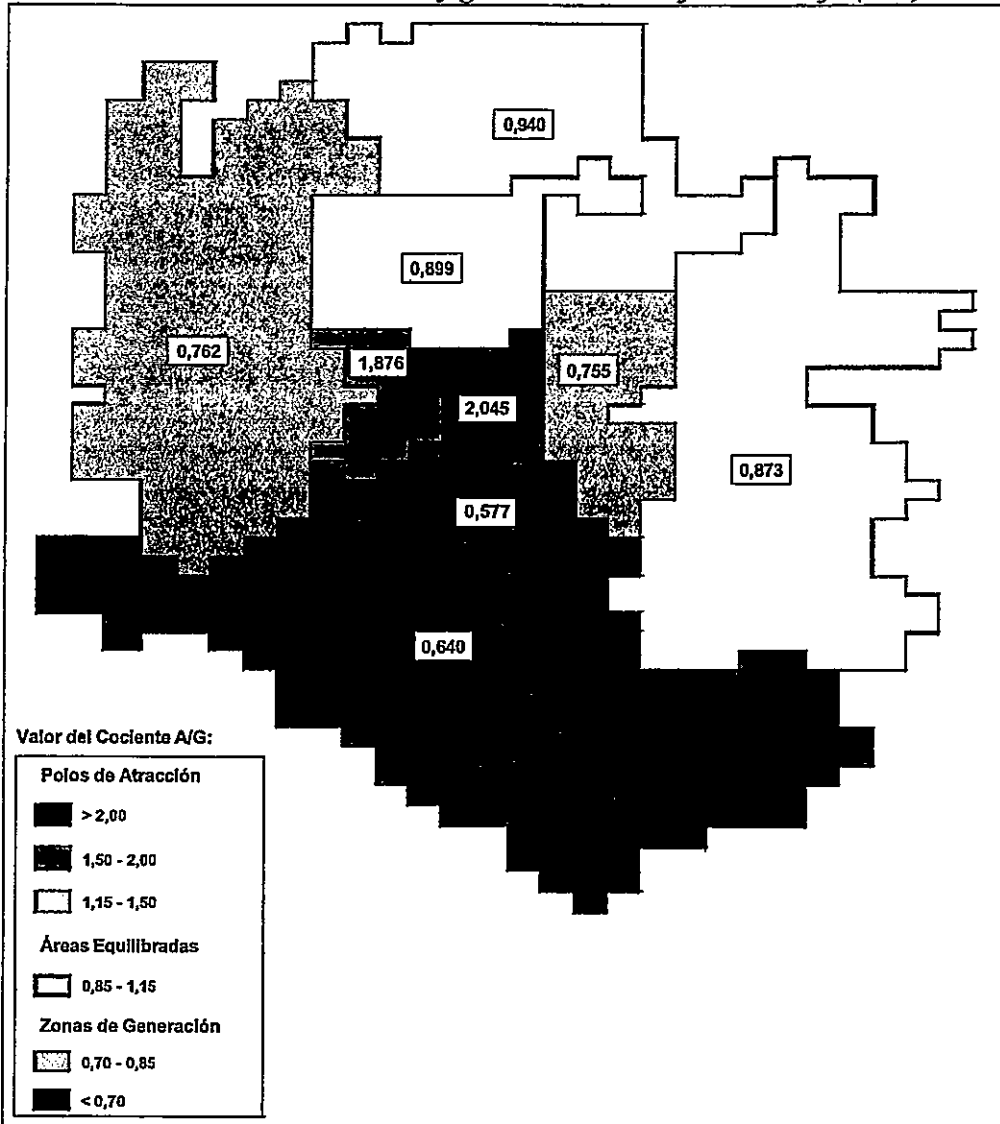 0,940
0,899
0,762
1,876
0,755
2,045
0,873
0,577
0,640
Valor del Cociente A/G:
Polos de Atracción
> 2,00
1,50 - 2,00
1,15 - 1,50
Áreas Equilibradas
0,85 - 1,15
Zonas de Generación
0,70 - 0,85
< 0,70